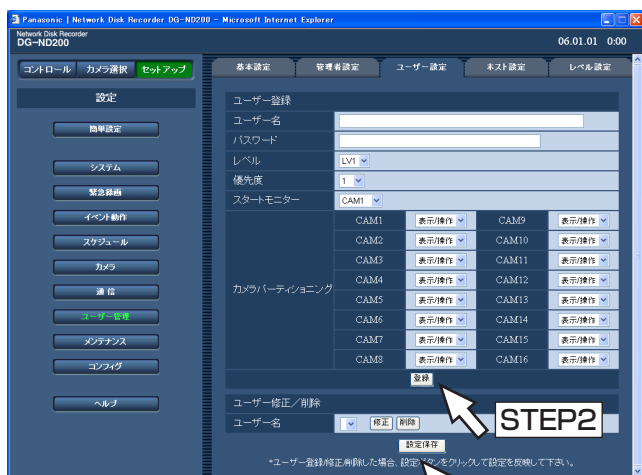 Panasonic | Network Disk Recorder DG-ND200 - Microsoft Internet Explorer
Network Disk Recorder
DG-ND200
06.01.01 0:00
コントロール カメラ選択 セットアップ
基本設定 管理者設定 ユーザー設定 ホスト設定 レベル設定
設定
簡単設定
システム
緊急録画
イベント動作
スケジュール
カメラ
通信
ユーザー管理
メンテナンス
コンフィグ
ヘルプ
ユーザー登録
ユーザー名
パスワード
レベル LV1
優先度 1
スタートモニター CAM1
カメラパーティショニング
CAM1 表示/操作 CAM9 表示/操作
CAM2 表示/操作 CAM10 表示/操作
CAM3 表示/操作 CAM11 表示/操作
CAM4 表示/操作 CAM12 表示/操作
CAM5 表示/操作 CAM13 表示/操作
CAM6 表示/操作 CAM14 表示/操作
CAM7 表示/操作 CAM15 表示/操作
CAM8 表示/操作 CAM16 表示/操作
登録
ユーザー修正／削除
STEP2
ユーザー名 修正 削除
設定保存
*ユーザー登録/修正/削除した場合、設定ボタンをクリックして設定を反映して下さい。